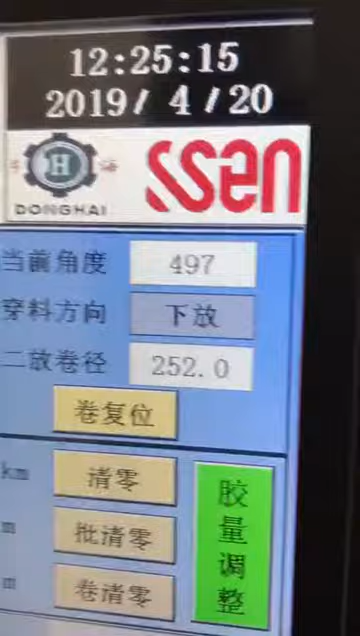 12:25:15
2019/ 4/20
H
DONGHAI
ssen
当前角度 497
穿料方向 下放
二放卷径 252.0
卷复位
km 清零
m 批清零
m 卷清零
胶量调整